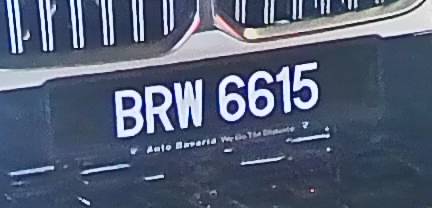 BRW 6615
Auto Bavaria We Go The Distance